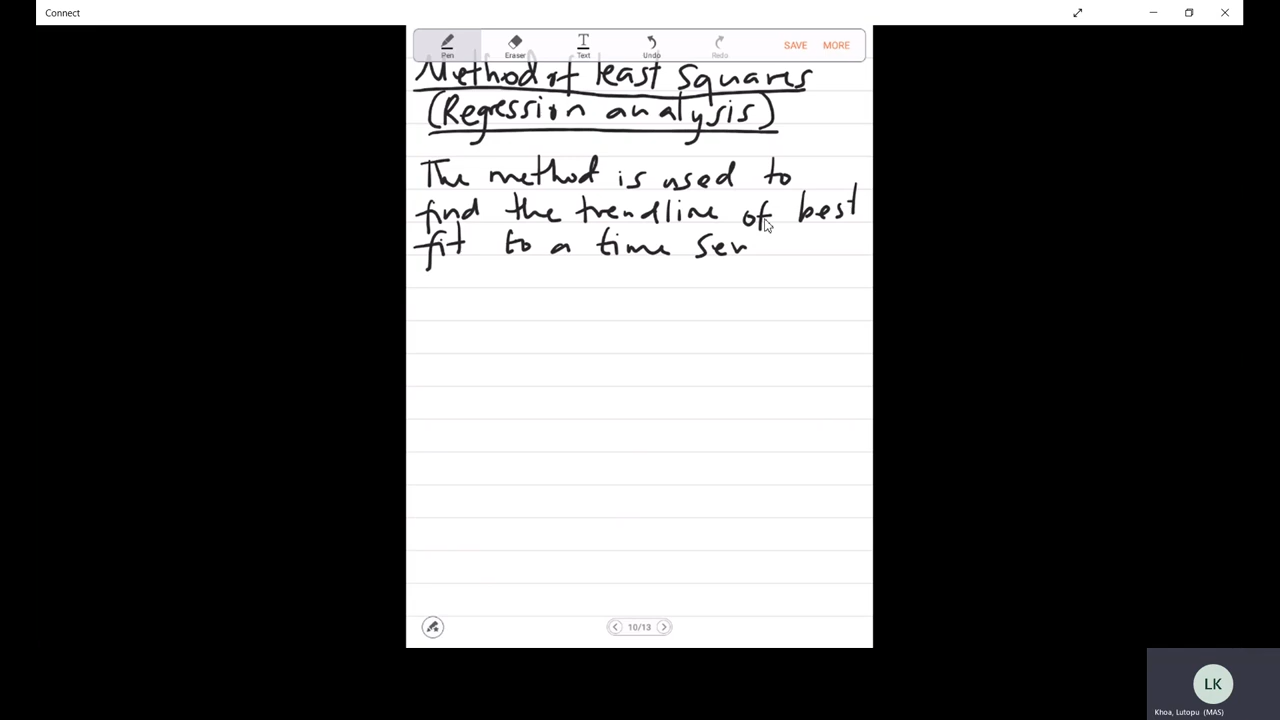 Connect
Pen
Eraser
Text
Undo
Redo
SAVE
MORE
Method of least squares
(Regression analysis)
The method is used to
find the trendline of best
fit to a time ser
10/13
LK
Khoa, Lutopu (MAS)